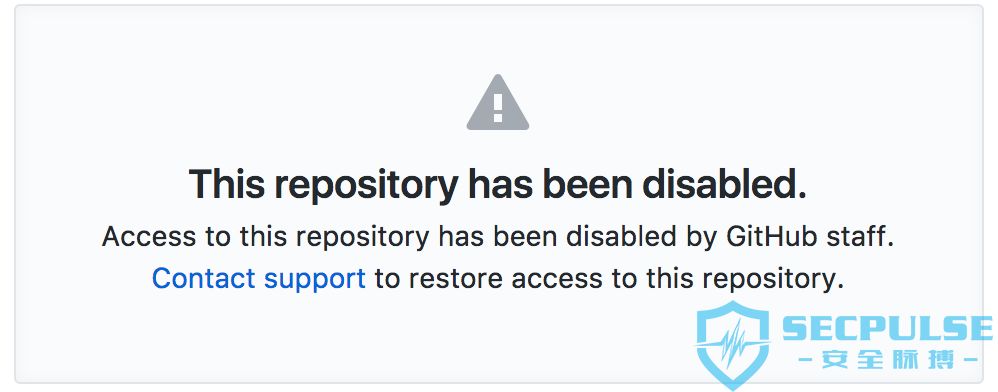 This repository has been disabled.
Access to this repository has been disabled by GitHub staff.
Contact support to restore access to this repository.
SECPULSE
-安全脉搏-